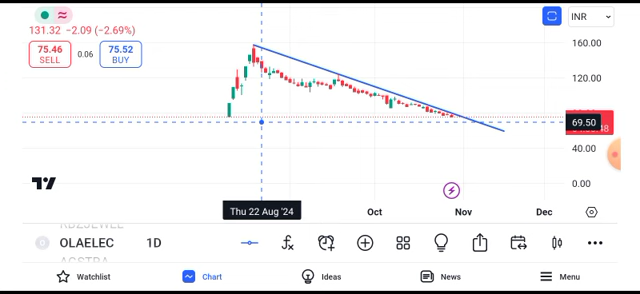 INR
131.32 −2.09 (−2.69%)
75.46
SELL
0.06
75.52
BUY
160.00
120.00
69.50
48
40.00
0.00
Thu 22 Aug '24
Oct
Nov
Dec
OLAELEC
1D
Watchlist
Chart
Ideas
News
Menu